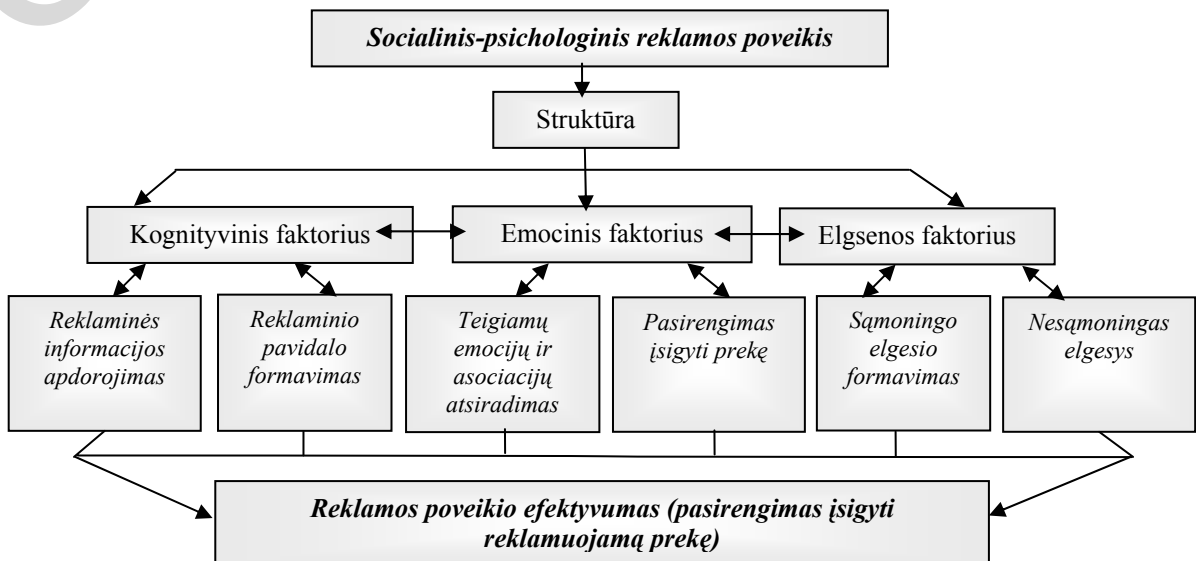 Socialinis-psichologinis reklamos poveikis
Struktūra
Kognityvinis faktorius
Emocinis faktorius
Elgsenos faktorius
Reklaminės
informacijos
apdorojimas
Reklaminio
pavidalo
formavimas
Teigiamų
emocijų ir
asociacijų
atsiradimas
Pasirengimas
įsigyti prekę
Sąmoningo
elgesio
formavimas
Nesąmoningas
elgesys
Reklamos poveikio efektyvumas (pasirengimas įsigyti
reklamuojamą prekę)